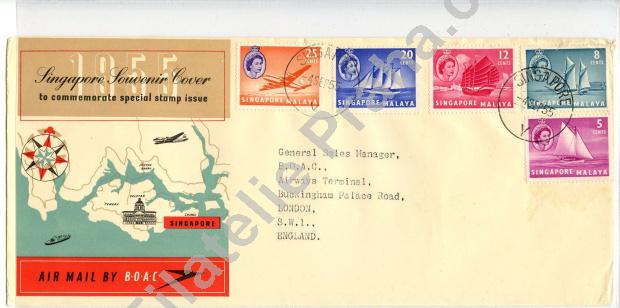 1955
Singapore Souvenir Cover
to commemorate special stamp issue
SINGAPORE
AIR MAIL BY B·O·A·C
25
CENTS
SINGAPORE MALAYA
20
CENTS
SINGAPORE MALAYA
12
CENTS
SINGAPORE MALAYA
8
CENTS
SINGAPORE MALAYA
5
CENTS
SINGAPORE MALAYA
SINGAPORE
General Sales Manager,
B.O.A.C.,
Airways Terminal,
Buckingham Palace Road,
LONDON,
S.W.1.,
ENGLAND.